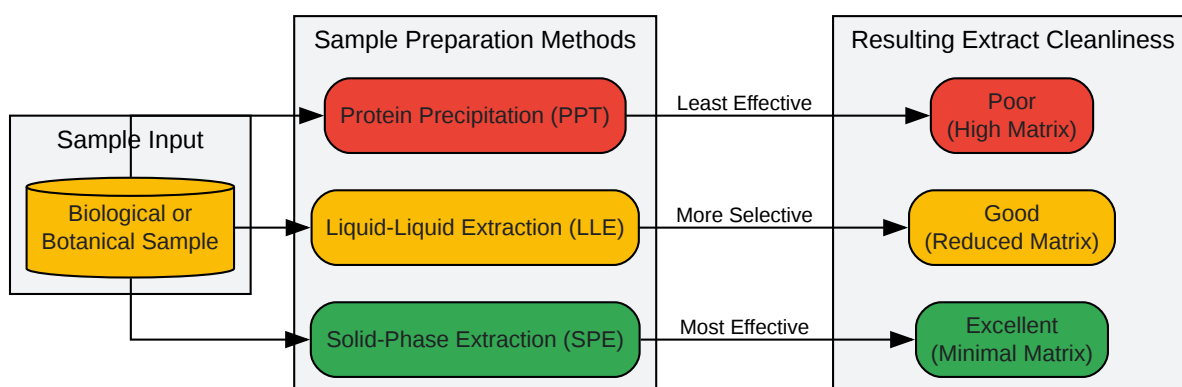 Sample Preparation Methods
Resulting Extract Cleanliness
Protein Precipitation (PPT)
Least Effective
Poor
(High Matrix)
Sample Input
Biological or
Botanical Sample
Liquid-Liquid Extraction (LLE)
More Selective
Good
(Reduced Matrix)
Solid-Phase Extraction (SPE)
Most Effective
Excellent
(Minimal Matrix)